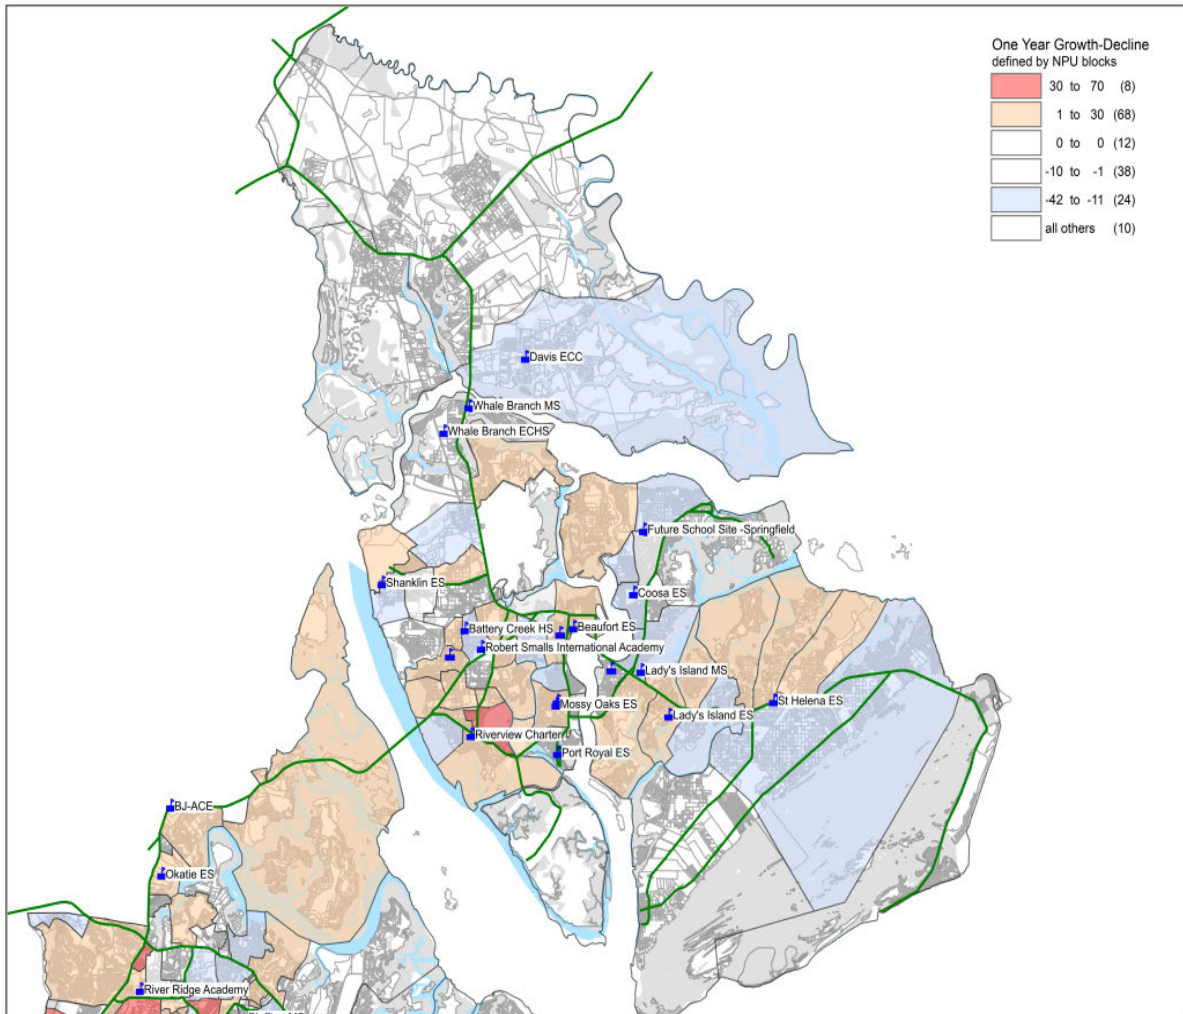 One Year Growth-Decline
defined by NPU blocks
30 to 70 (8)
1 to 30 (68)
0 to 0 (12)
-10 to -1 (38)
-42 to -11 (24)
all others (10)
Davis ECC
Whale Branch MS
Whale Branch ECHS
Future School Site -Springfield
Shanklin ES
Coosa ES
Battery Creek HS
Beaufort ES
Robert Smalls International Academy
Lady's Island MS
Mossy Oaks ES
St Helena ES
Lady's Island ES
Riverview Charter
Port Royal ES
BJ-ACE
Okatie ES
River Ridge Academy